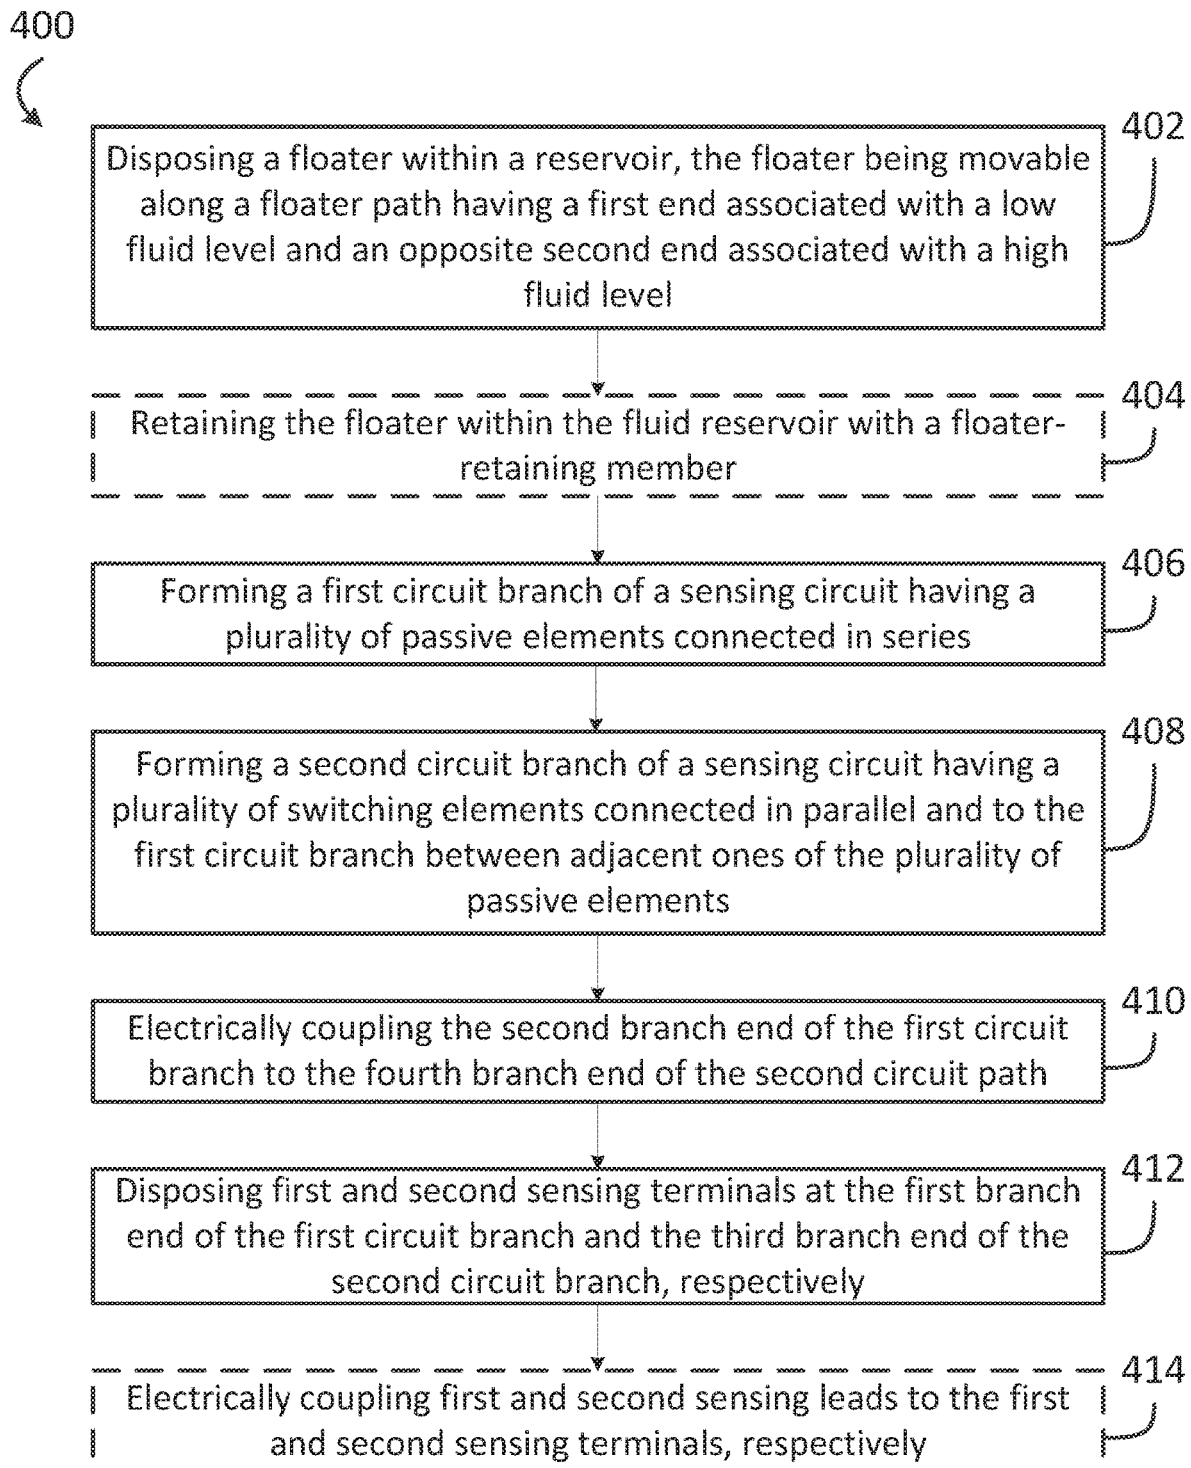 400
402
Disposing a floater within a reservoir, the floater being movable
along a floater path having a first end associated with a low
fluid level and an opposite second end associated with a high
fluid level
404
Retaining the floater within the fluid reservoir with a floater-
retaining member
406
Forming a first circuit branch of a sensing circuit having a
plurality of passive elements connected in series
408
Forming a second circuit branch of a sensing circuit having a
plurality of switching elements connected in parallel and to the
first circuit branch between adjacent ones of the plurality of
passive elements
410
Electrically coupling the second branch end of the first circuit
branch to the fourth branch end of the second circuit path
412
Disposing first and second sensing terminals at the first branch
end of the first circuit branch and the third branch end of the
second circuit branch, respectively
414
Electrically coupling first and second sensing leads to the first
and second sensing terminals, respectively